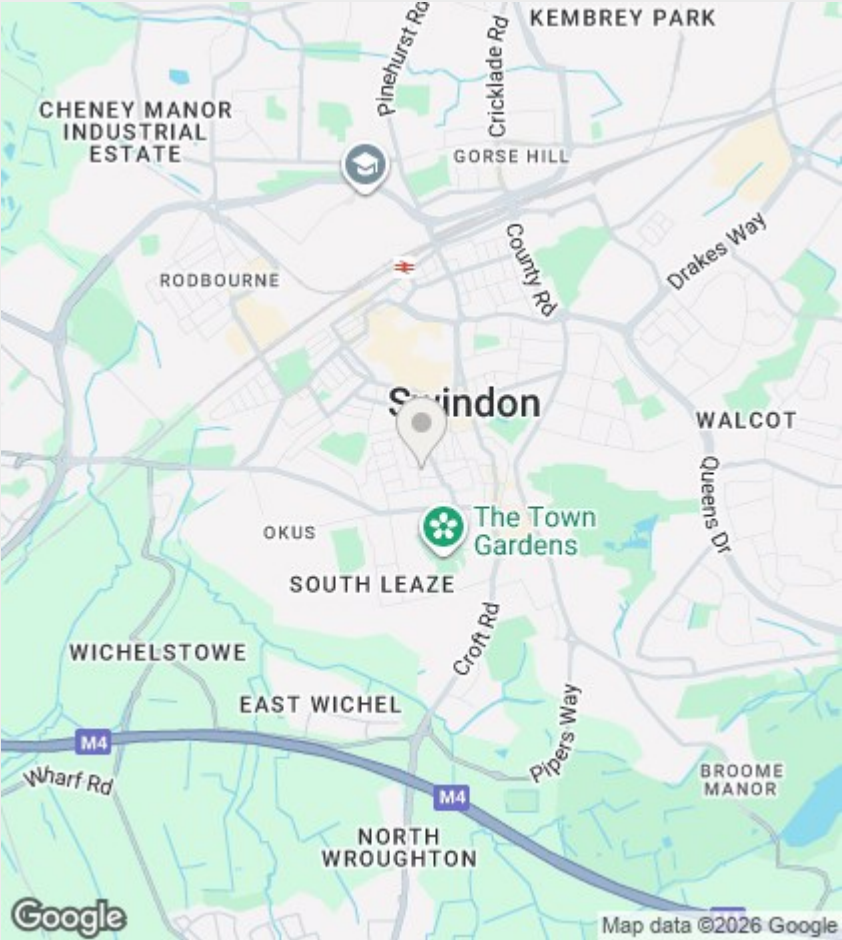 KEMBREY PARK
Pinehurst Rd
Cricklade Rd
CHENEY MANOR
INDUSTRIAL
ESTATE
GORSE HILL
County Rd
Drakes Way
RODBOURNE
Swindon
WALCOT
Queens Dr
The Town
Gardens
OKUS
SOUTH LEAZE
Croft Rd
WICHELSTOWE
EAST WICHEL
Pipers Way
M4
Wharf Rd
BROOME
MANOR
M4
NORTH
WROUGHTON
Google
Map data ©2026 Google